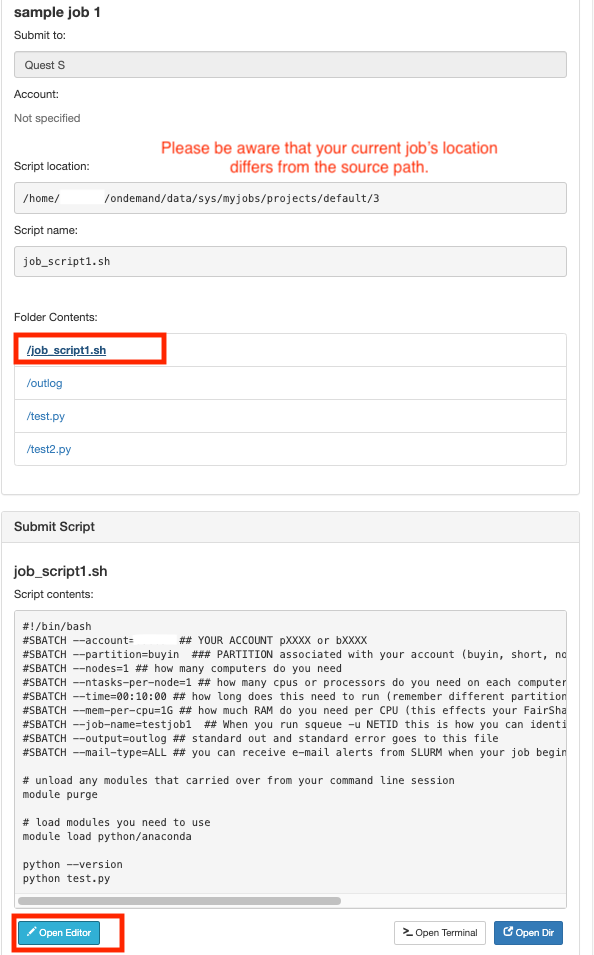 sample job 1
Submit to:
Quest S
Account:
Not specified
Please be aware that your current job's location
differs from the source path.
Script location:
/home/ /ondemand/data/sys/myjobs/projects/default/3
Script name:
job_script1.sh
Folder Contents:
/job_script1.sh
/outlog
/test.py
/test2.py
Submit Script
job_script1.sh
Script contents:
#!/bin/bash
#SBATCH --account= ## YOUR ACCOUNT pXXXX or bXXXX
#SBATCH --partition=buyin ### PARTITION associated with your account (buyin, short, no
#SBATCH --nodes=1 ## how many computers do you need
#SBATCH --ntasks-per-node=1 ## how many cpus or processors do you need on each computer
#SBATCH --time=00:10:00 ## how long does this need to run (remember different partition
#SBATCH --mem-per-cpu=1G ## how much RAM do you need per CPU (this effects your FairSha
#SBATCH --job-name=testjob1 ## When you run squeue -u NETID this is how you can identi
#SBATCH --output=outlog ## standard out and standard error goes to this file
#SBATCH --mail-type=ALL ## you can receive e-mail alerts from SLURM when your job begin
# unload any modules that carried over from your command line session
module purge
# load modules you need to use
module load python/anaconda
python --version
python test.py
Open Editor
>_ Open Terminal
Open Dir